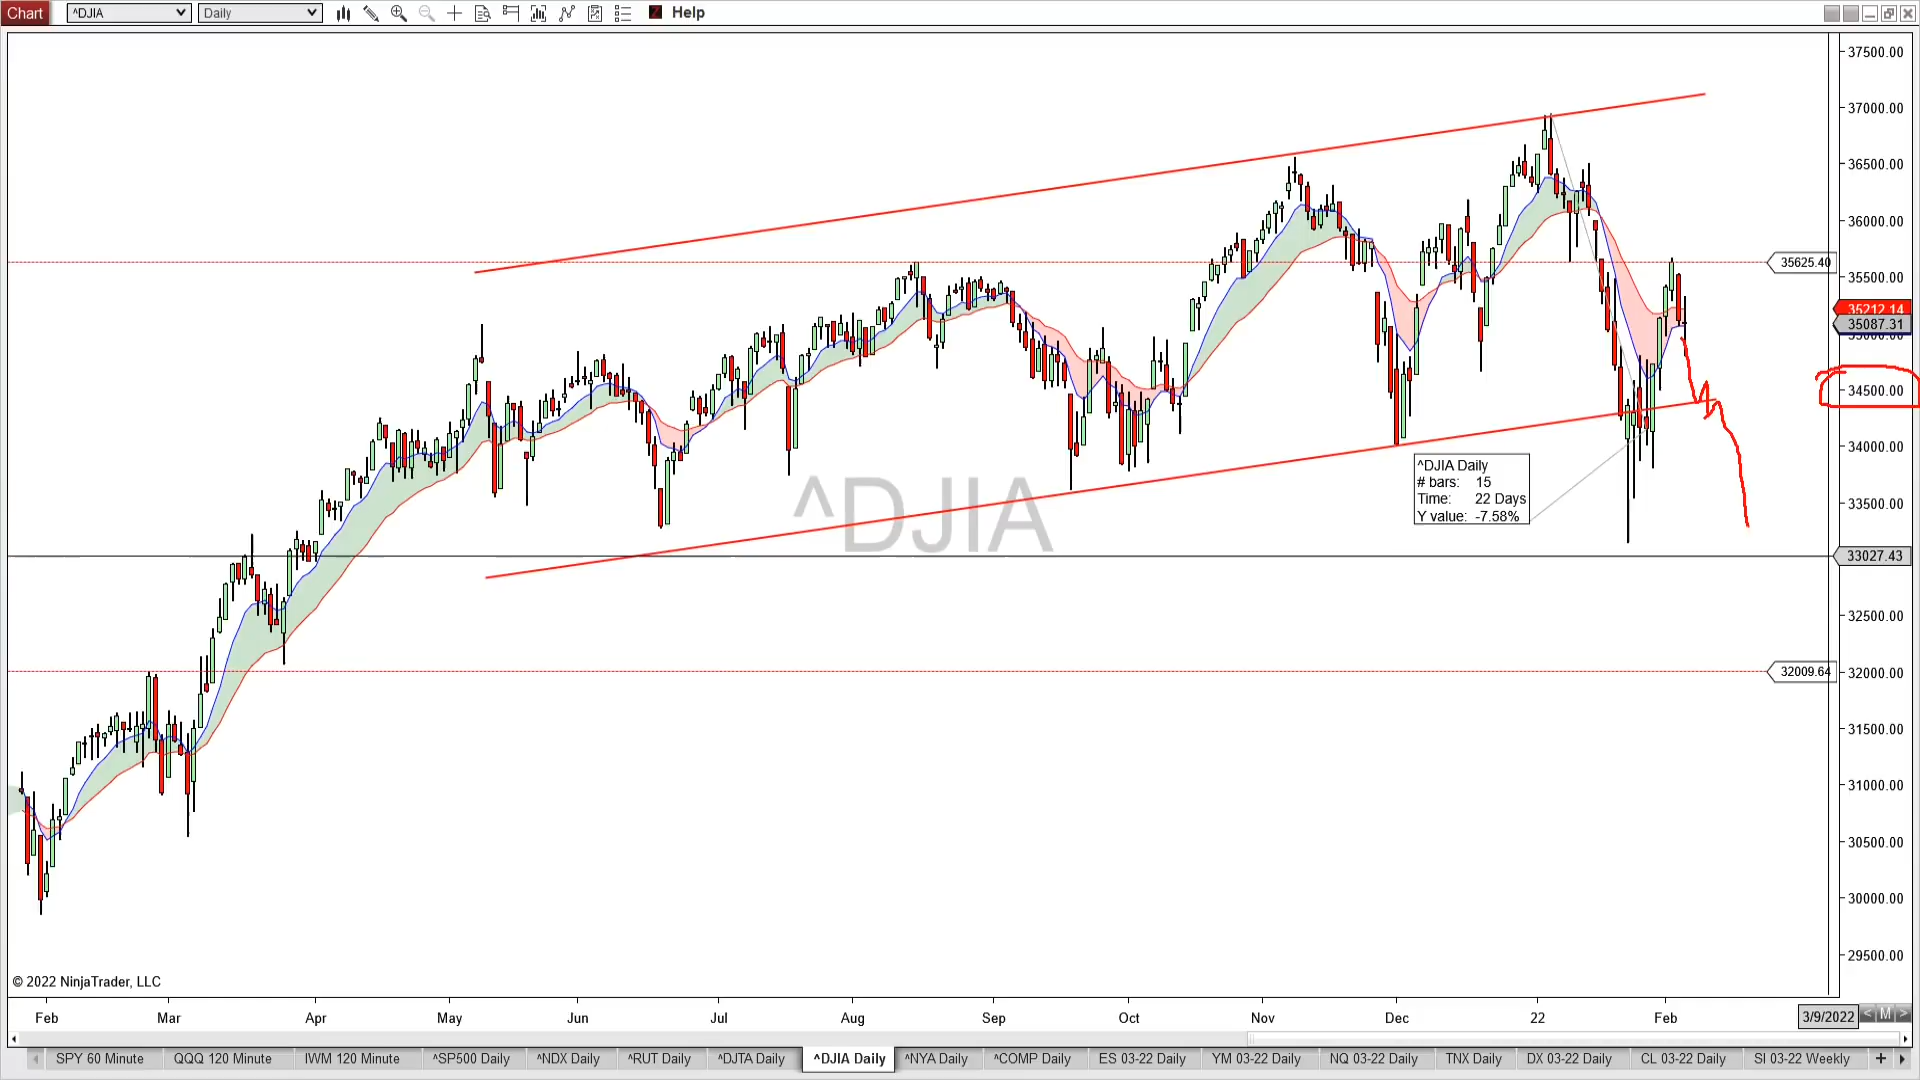 Chart ^DJIA Daily Help
37500.00
37000.00
36500.00
36000.00
35625.40
35500.00
35212.14
35087.31
34500.00
34000.00
^DJIA Daily
# bars: 15
Time: 22 Days
Y value: -7.58%
^DJIA
33500.00
33027.43
32500.00
32009.64
32000.00
31500.00
31000.00
30500.00
30000.00
29500.00
© 2022 NinjaTrader, LLC
Feb Mar Apr May Jun Jul Aug Sep Oct Nov Dec 22 Feb 3/9/2022 < M >
SPY 60 Minute QQQ 120 Minute IWM 120 Minute ^SP500 Daily ^NDX Daily ^RUT Daily ^DJTA Daily ^DJIA Daily ^NYA Daily ^COMP Daily ES 03-22 Daily YM 03-22 Daily NQ 03-22 Daily TNX Daily DX 03-22 Daily CL 03-22 Daily SI 03-22 Weekly +